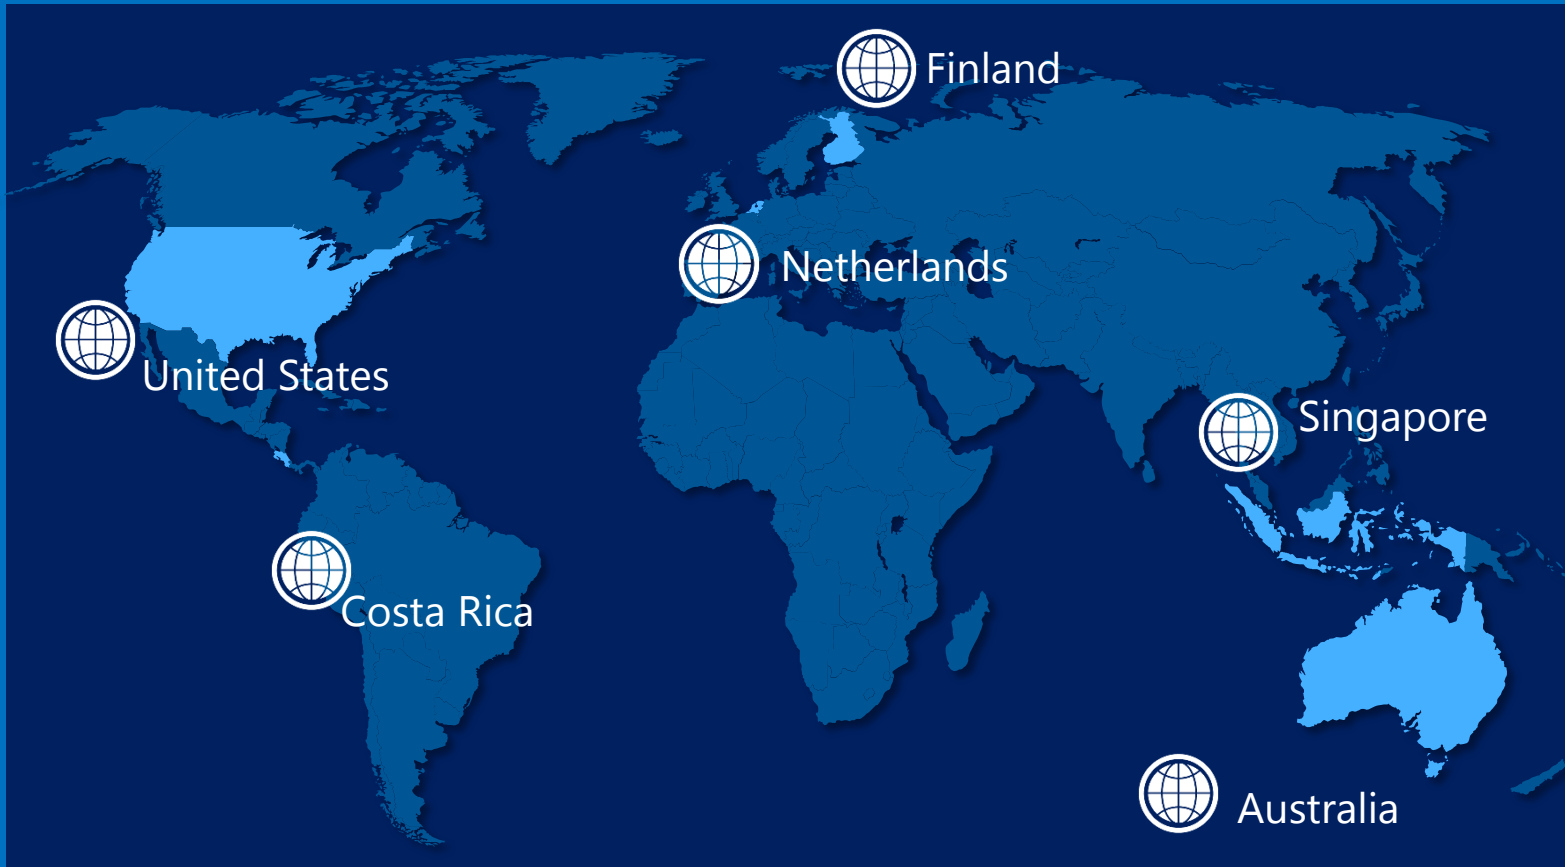 Finland
Netherlands
United States
Singapore
Costa Rica
Australia